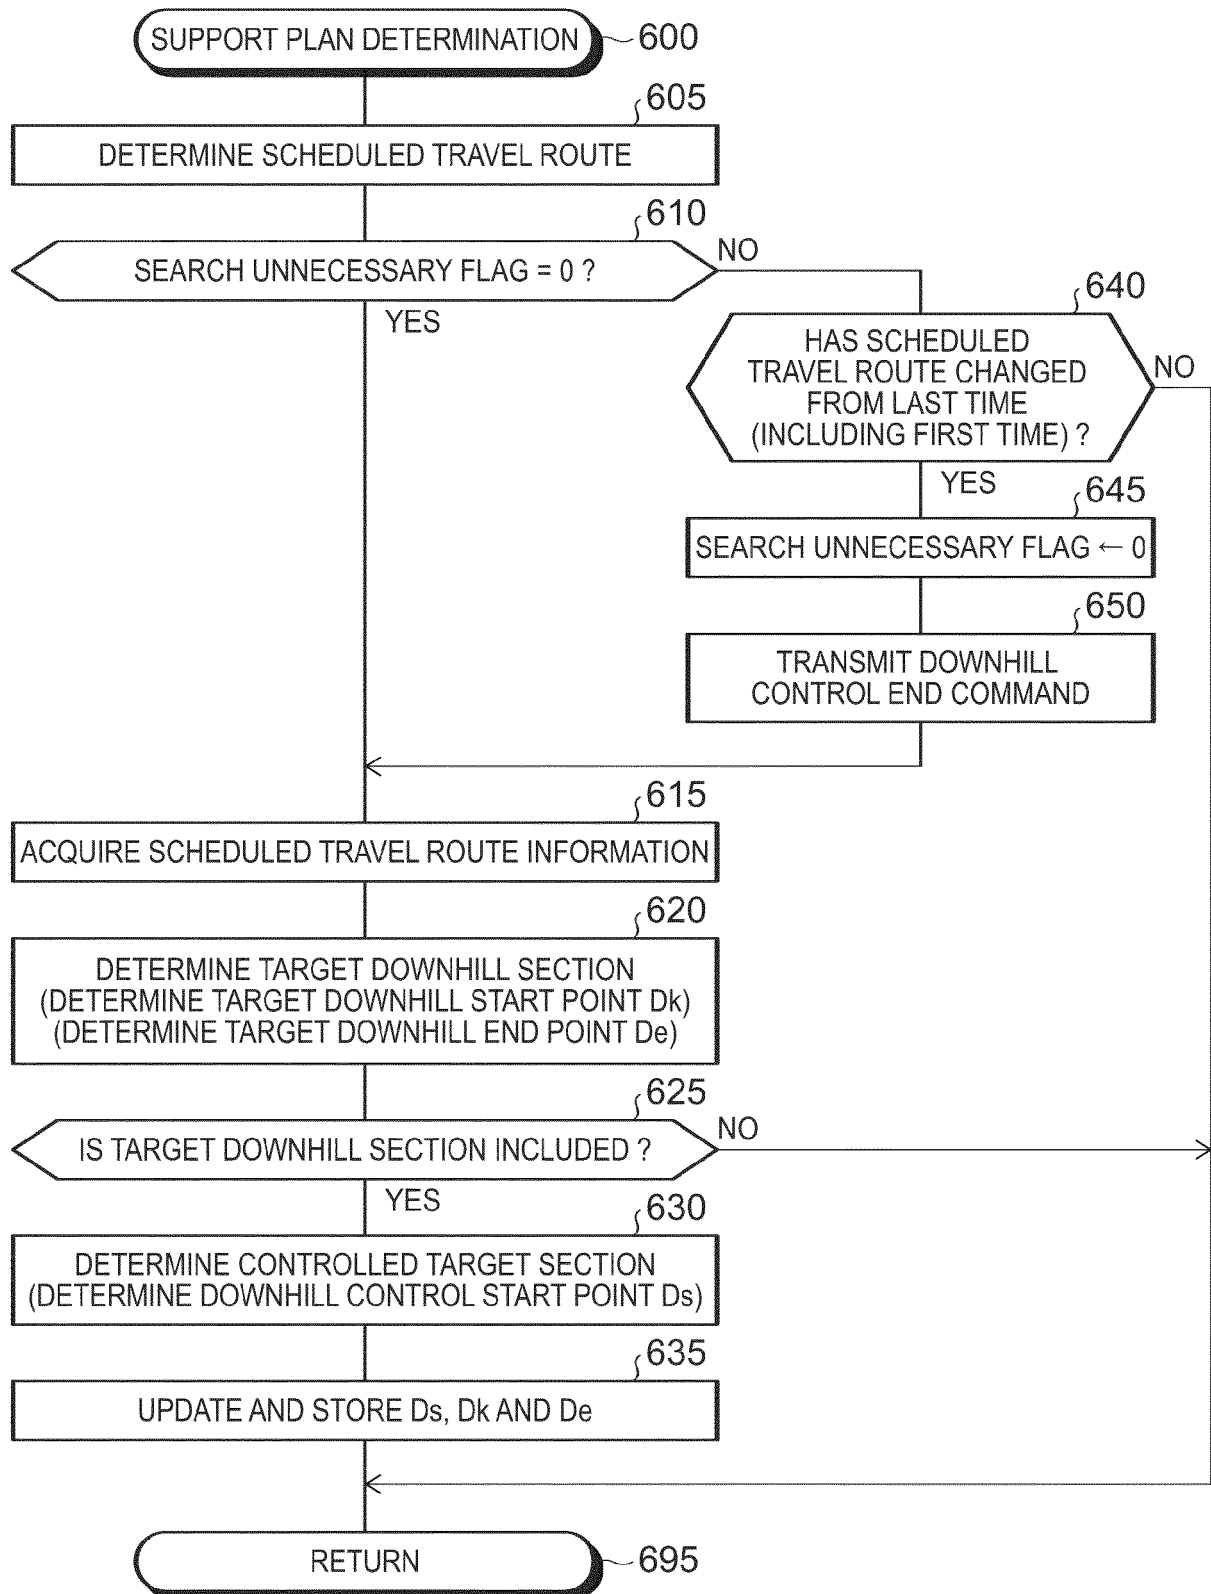 SUPPORT PLAN DETERMINATION
600
605
DETERMINE SCHEDULED TRAVEL ROUTE
610
SEARCH UNNECESSARY FLAG = 0 ?
NO
YES
640
HAS SCHEDULED
TRAVEL ROUTE CHANGED
FROM LAST TIME
(INCLUDING FIRST TIME) ?
NO
YES
645
SEARCH UNNECESSARY FLAG ← 0
650
TRANSMIT DOWNHILL
CONTROL END COMMAND
615
ACQUIRE SCHEDULED TRAVEL ROUTE INFORMATION
620
DETERMINE TARGET DOWNHILL SECTION
(DETERMINE TARGET DOWNHILL START POINT Dk)
(DETERMINE TARGET DOWNHILL END POINT De)
625
IS TARGET DOWNHILL SECTION INCLUDED ?
NO
YES
630
DETERMINE CONTROLLED TARGET SECTION
(DETERMINE DOWNHILL CONTROL START POINT Ds)
635
UPDATE AND STORE Ds, Dk AND De
RETURN
695